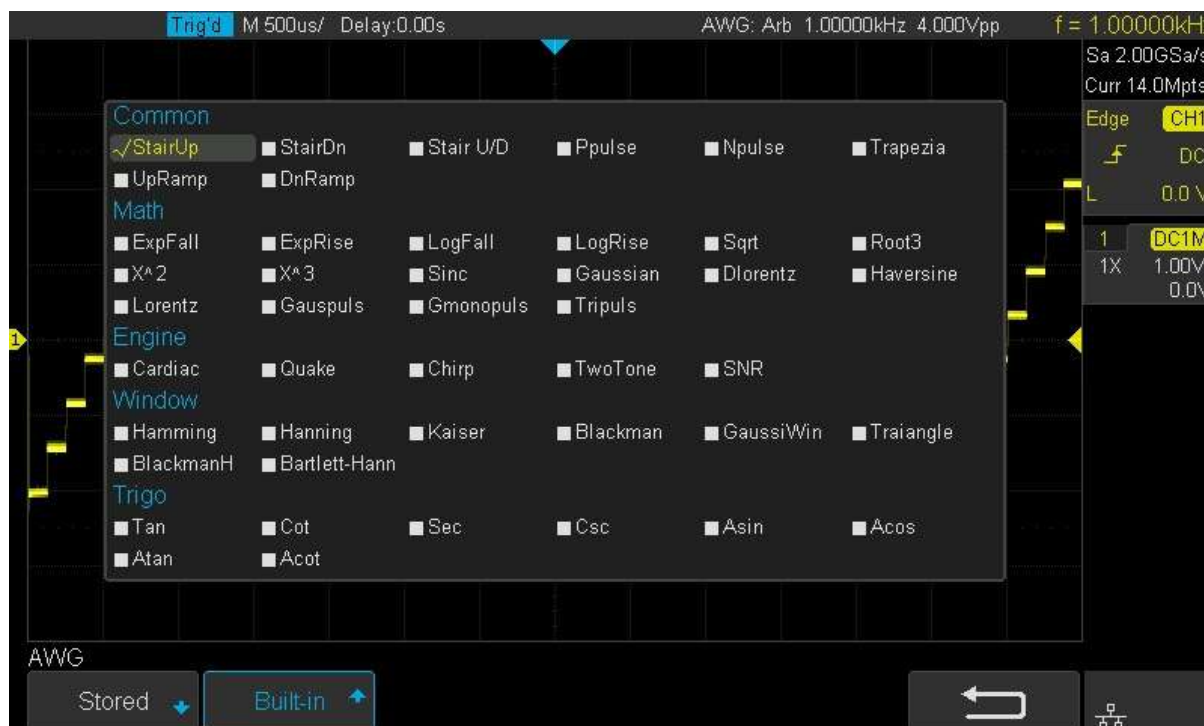 Trig'd M 500us/ Delay:0.00s AWG: Arb 1.00000kHz 4.000Vpp f = 1.00000kH
Sa 2.00GSa/s
Curr 14.0Mpts
Common
Edge CH1
StairUp StairDn Stair U/D Ppulse Npulse Trapezia
DC
UpRamp DnRamp
L 0.0 V
Math
ExpFall ExpRise LogFall LogRise Sqrt Root3
1 DC1M
X^2 X^3 Sinc Gaussian Dlorentz Haversine
1X 1.00V
0.0V
Lorentz Gauspuls Gmonopuls Tripuls
1
Engine
Cardiac Quake Chirp TwoTone SNR
Window
Hamming Hanning Kaiser Blackman GaussiWin Traiangle
BlackmanH Bartlett-Hann
Trigo
Tan Cot Sec Csc Asin Acos
Atan Acot
AWG
Stored Built-in